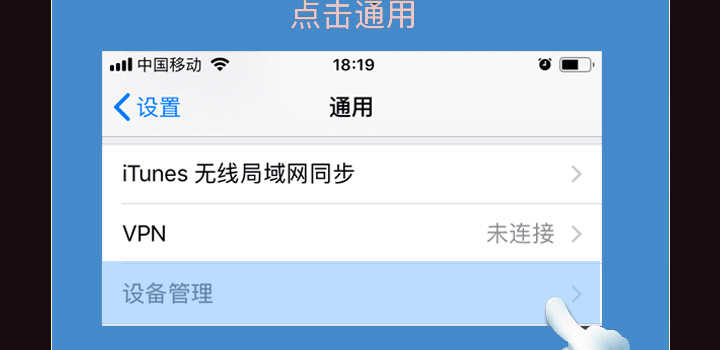 点击通用
中国移动 18:19
设置 通用
iTunes 无线局域网同步
VPN 未连接
设备管理